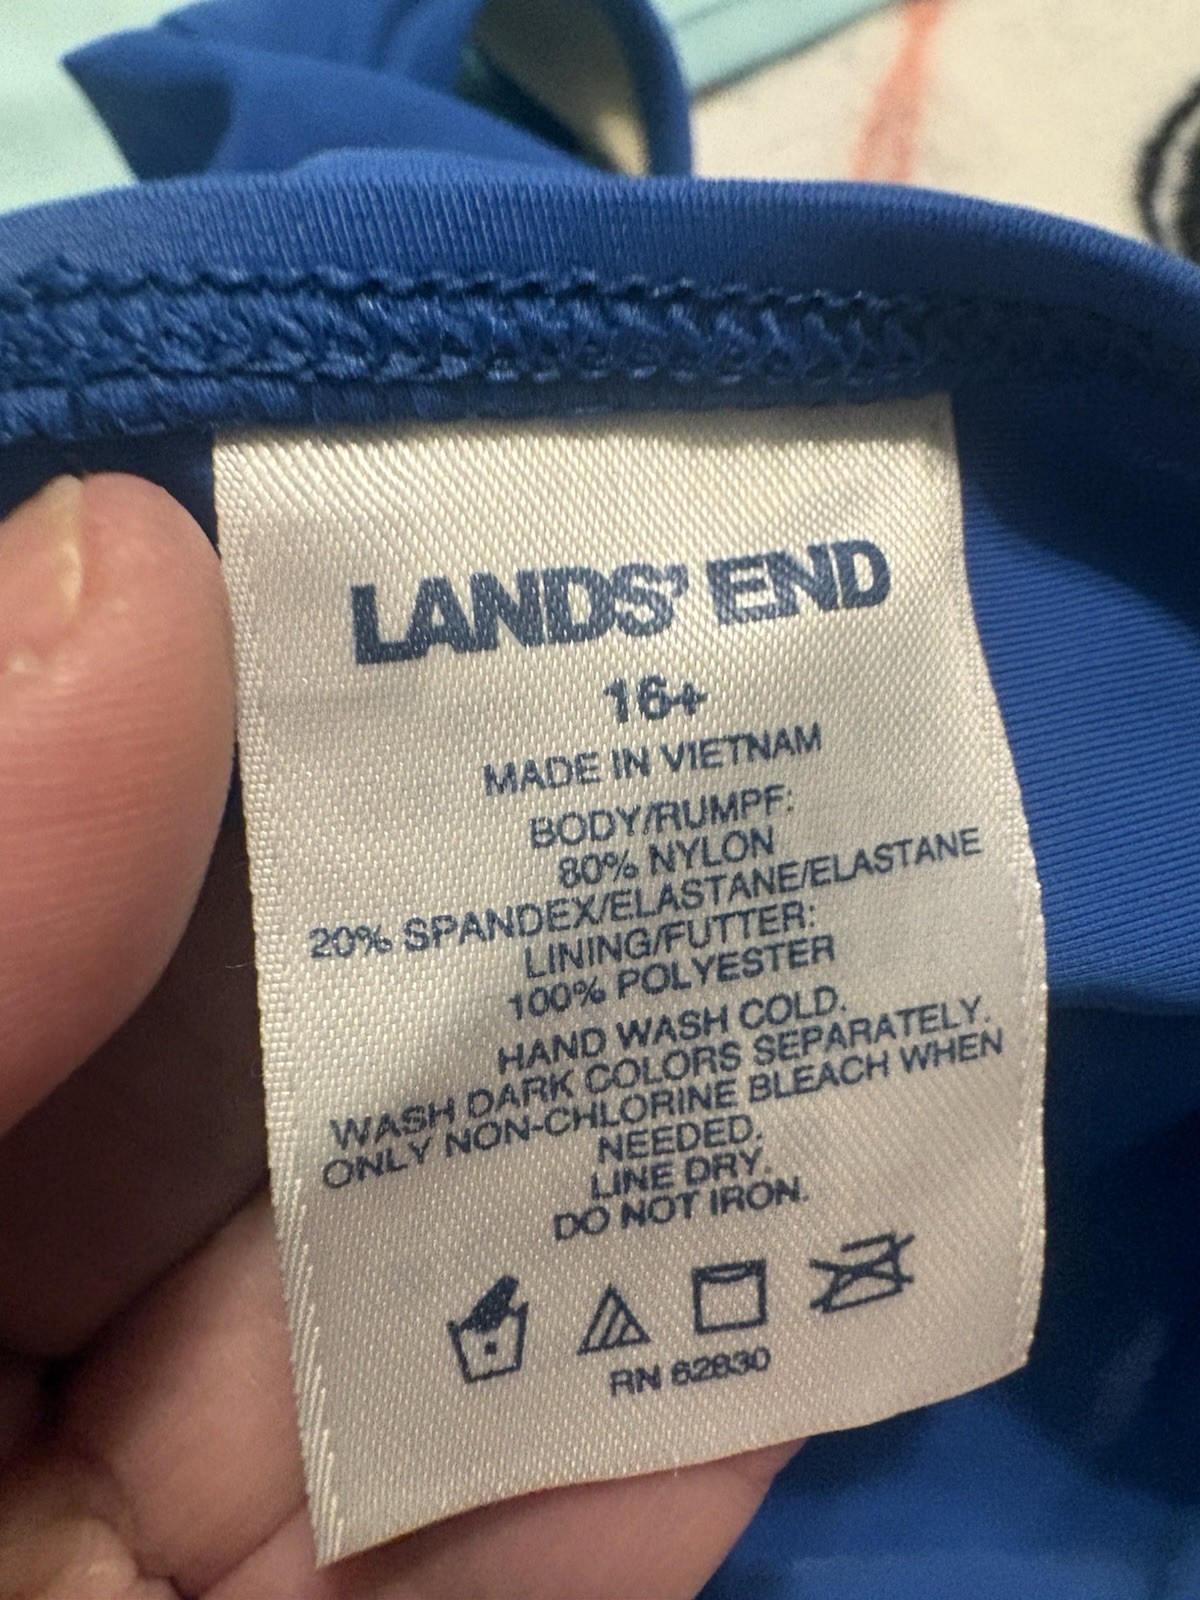 LANDS' END
16+
MADE IN VIETNAM
BODY/RUMPF:
80% NYLON
20% SPANDEX/ELASTANE/ELASTANE
LINING/FUTTER:
100% POLYESTER
HAND WASH COLD.
WASH DARK COLORS SEPARATELY.
ONLY NON-CHLORINE BLEACH WHEN
NEEDED.
LINE DRY.
DO NOT IRON.
RN 62830